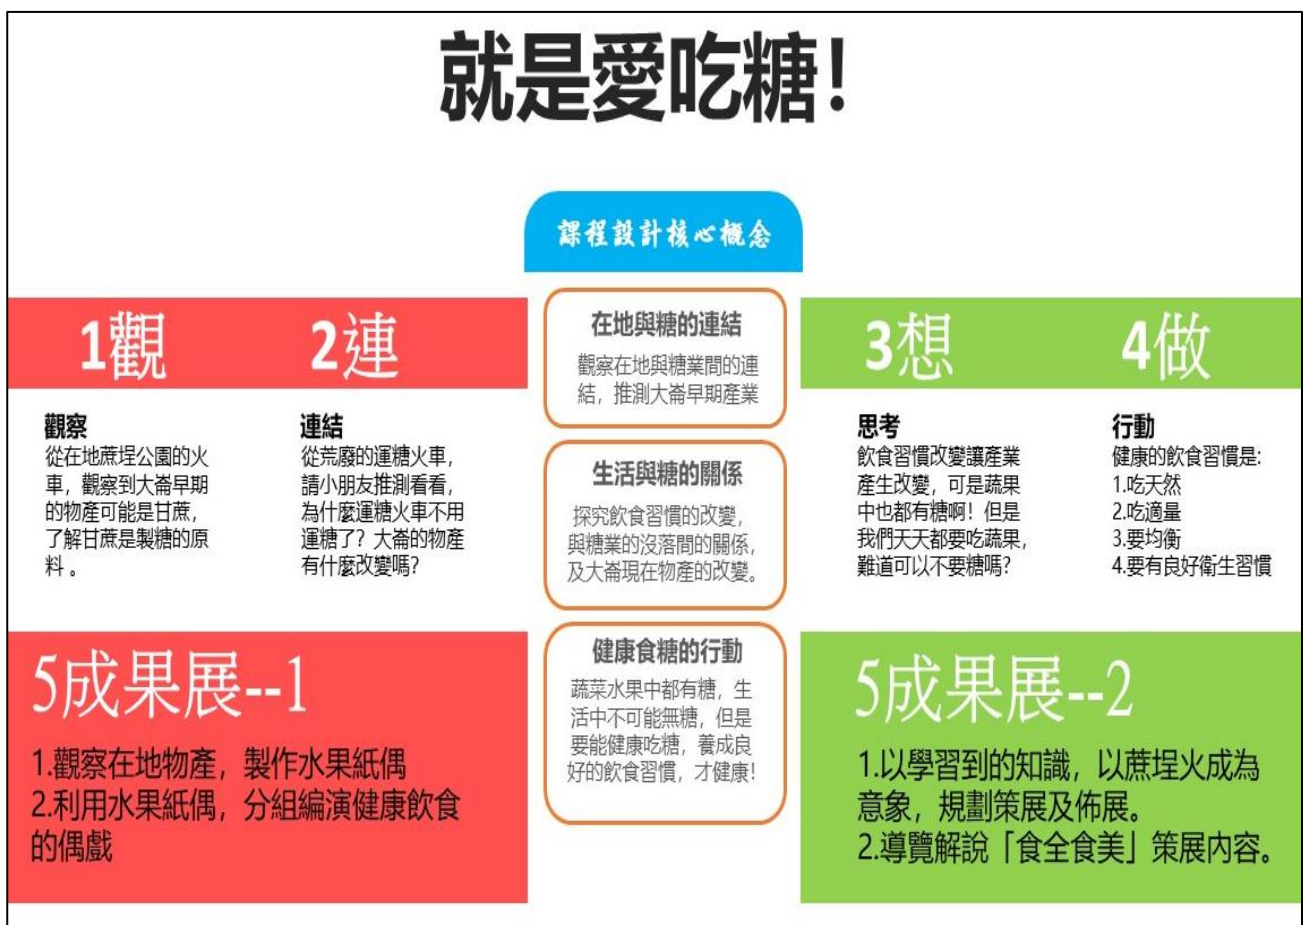 就是愛吃糖!
課程設計核心概念
1觀
2連
觀察
從在地蔗埕公園的火
車，觀察到大崙早期
的物產可能是甘蔗，
了解甘蔗是製糖的原
料。
連結
從荒廢的運糖火車，
請小朋友推測看看，
為什麼運糖火車不用
運糖了？大崙的物產
有什麼改變嗎?
在地與糖的連結
觀察在地與糖業間的連
結，推測大崙早期產業
生活與糖的關係
探究飲食習慣的改變，
與糖業的沒落間的關係，
及大崙現在物產的改變。
健康食糖的行動
蔬菜水果中都有糖，生
活中不可能無糖，但是
要能健康吃糖，養成良
好的飲食習慣，才健康!
3想
4做
思考
飲食習慣改變讓產業
產生改變，可是蔬果
中也都有糖啊！但是
我們天天都要吃蔬果，
難道可以不要糖嗎?
行動
健康的飲食習慣是:
1.吃天然
2.吃適量
3.要均衡
4.要有良好衛生習慣
5成果展--1
1.觀察在地物產，製作水果紙偶
2.利用水果紙偶，分組編演健康飲食
的偶戲
5成果展--2
1.以學習到的知識，以蔗埕火成為
意象，規劃策展及佈展。
2.導覽解說「食全食美」策展內容。